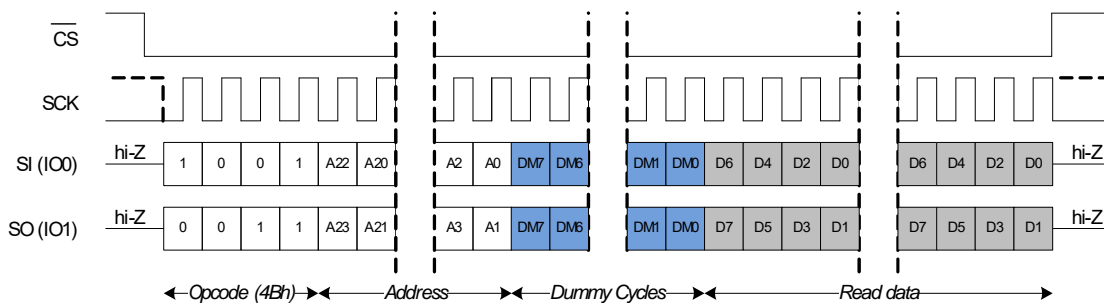 CS
SCK
hi-Z
SI (IO0) 1 0 0 1 A22 A20 A2 A0 DM7 DM6 DM1 DM0 D6 D4 D2 D0 D6 D4 D2 D0 hi-Z
hi-Z
SO (IO1) 0 0 1 1 A23 A21 A3 A1 DM7 DM6 DM1 DM0 D7 D5 D3 D1 D7 D5 D3 D1 hi-Z
Opcode (4Bh) Address Dummy Cycles Read data